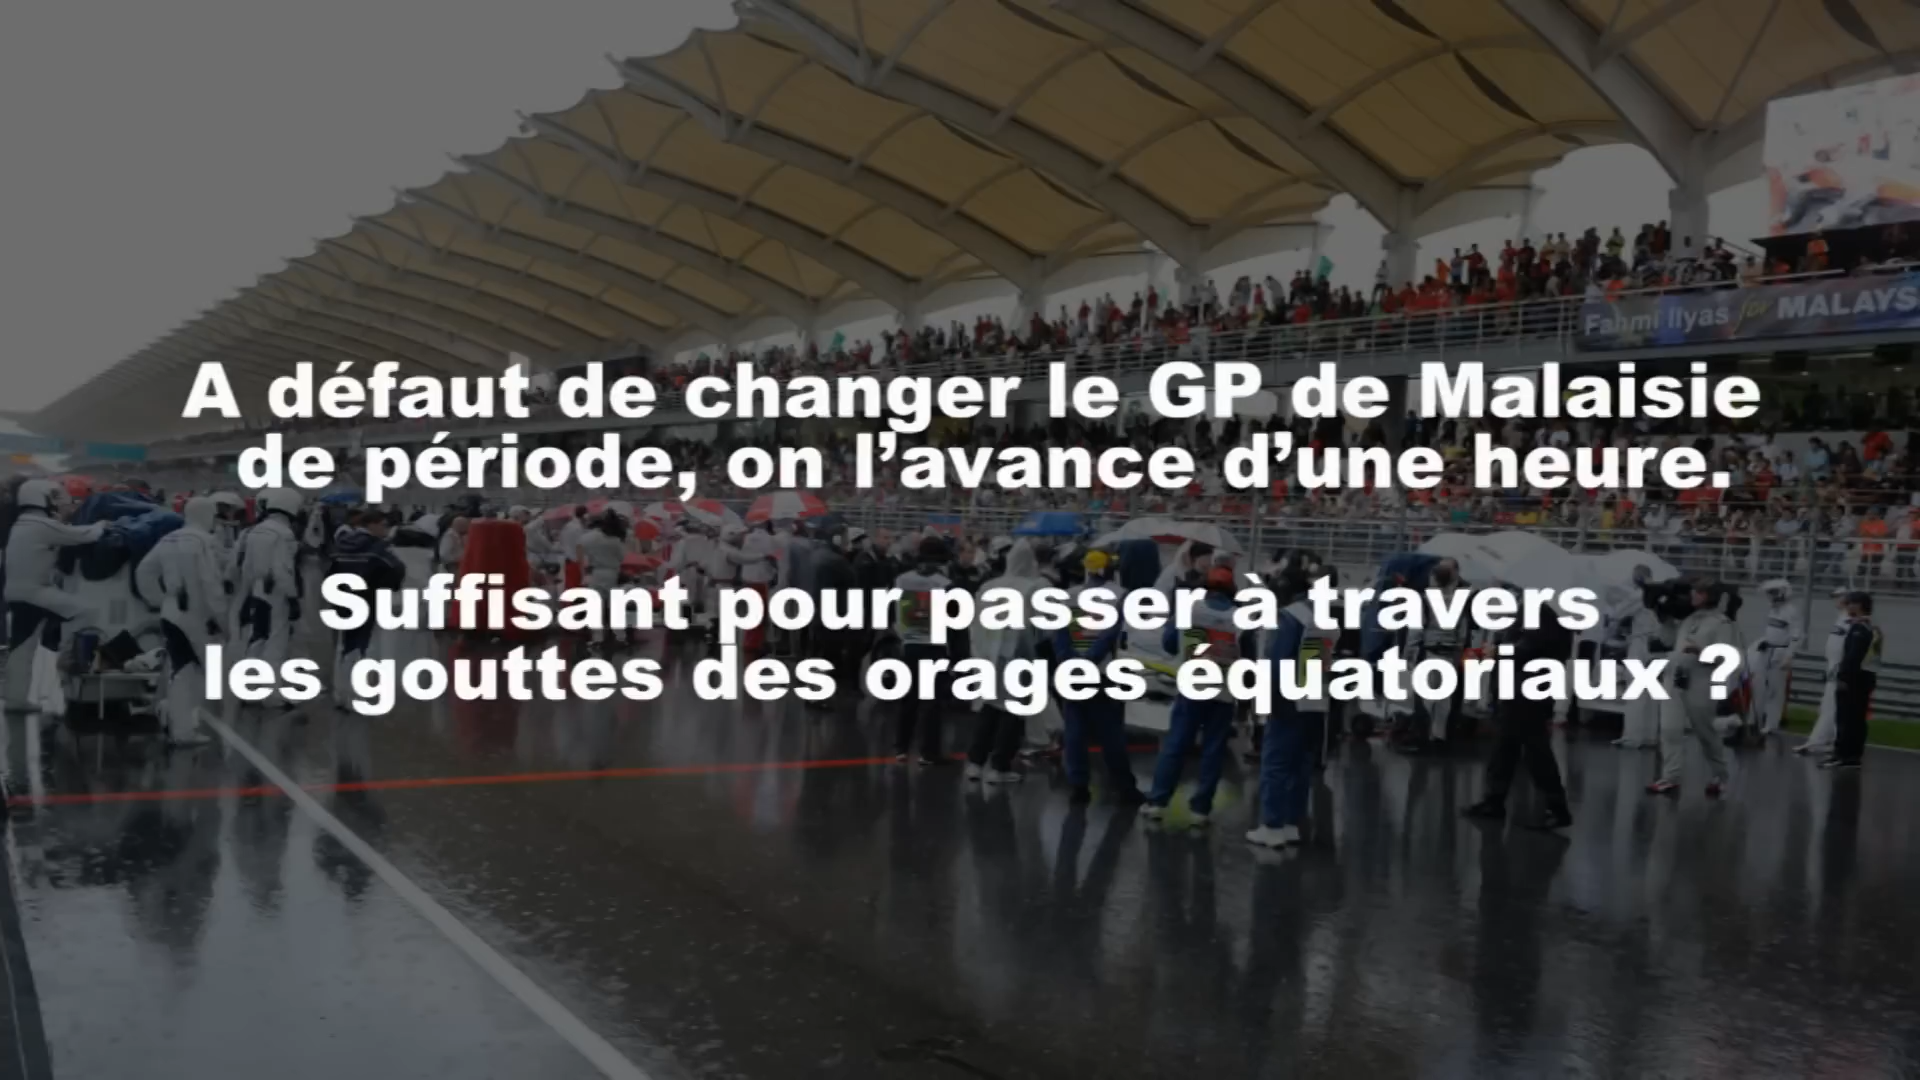 A défaut de changer le GP de Malaisie
de période, on l’avance d’une heure.
Suffisant pour passer à travers
les gouttes des orages équatoriaux ?
Fahmi Ilyas for MALAYS